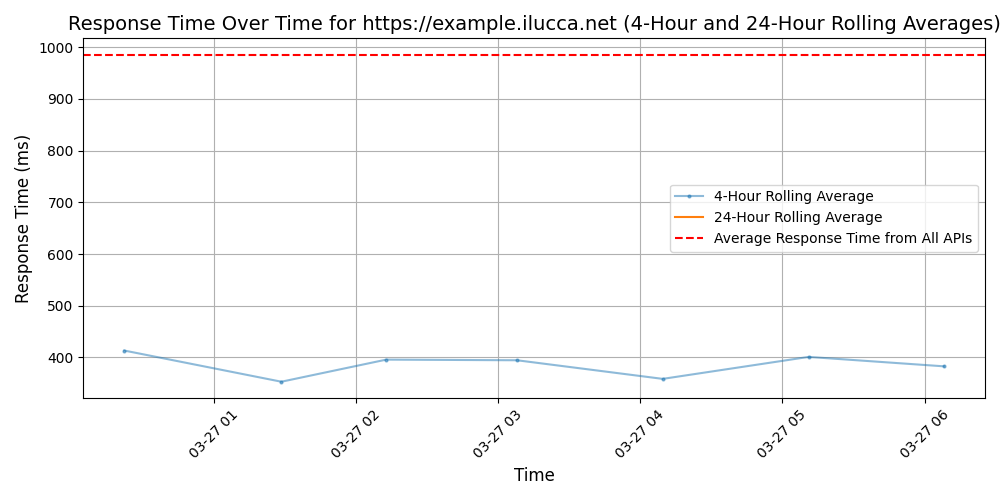 Response Time Over Time for https://example.ilucca.net (4-Hour and 24-Hour Rolling Averages)
1000
900
800
700
600
500
400
Response Time (ms)
4-Hour Rolling Average
24-Hour Rolling Average
Average Response Time from All APIs
03-27 01
03-27 02
03-27 03
03-27 04
03-27 05
03-27 06
Time